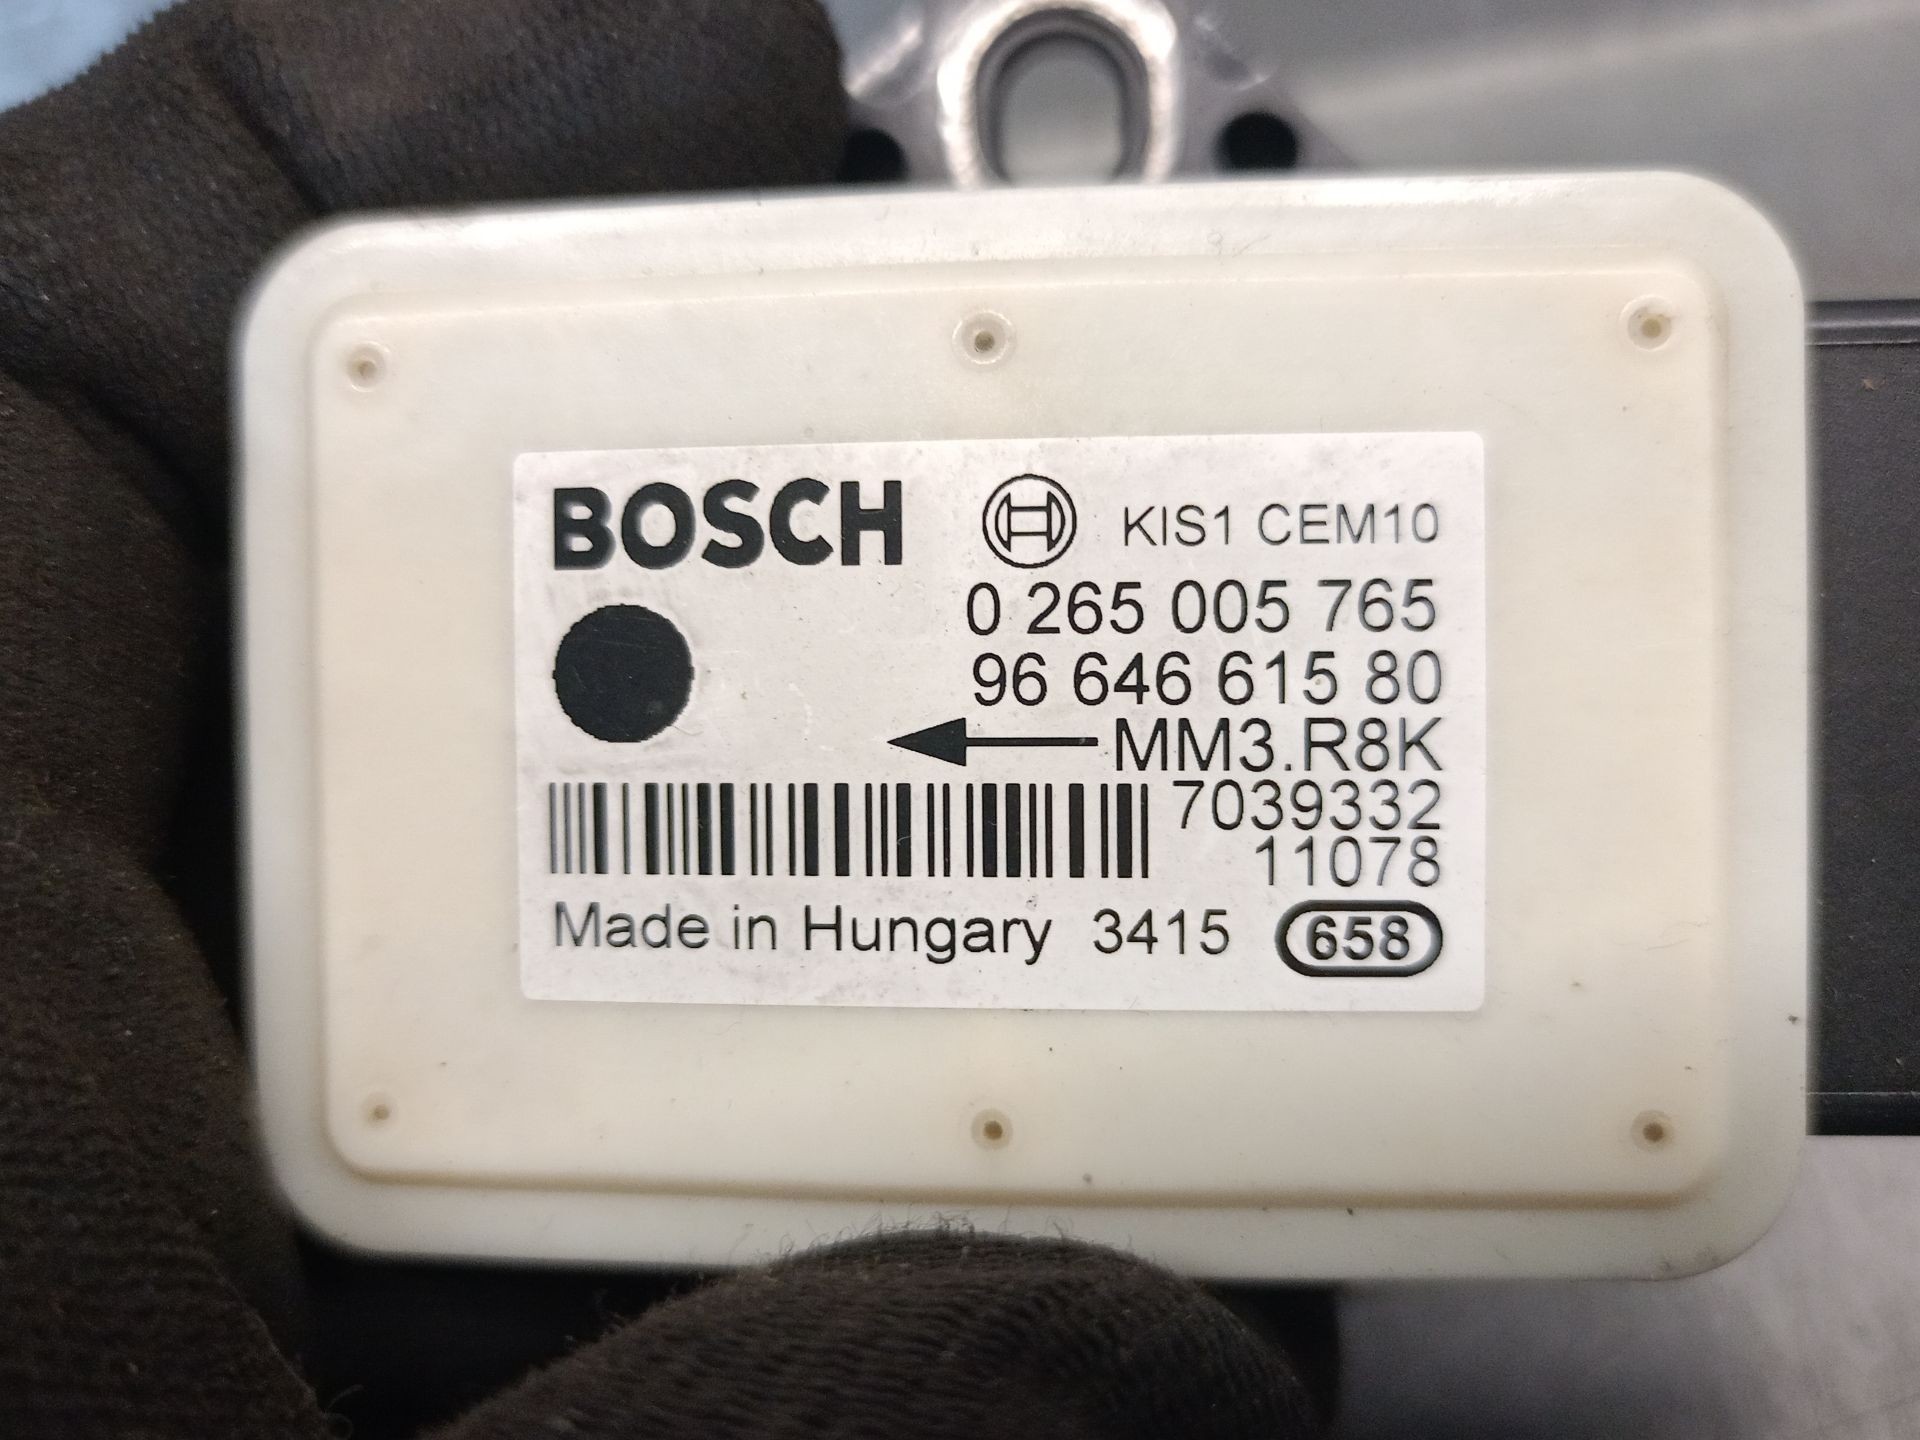 BOSCH KIS1 CEM10
0 265 005 765
96 646 615 80
MM3.R8K
7039332
11078
Made in Hungary 3415 658